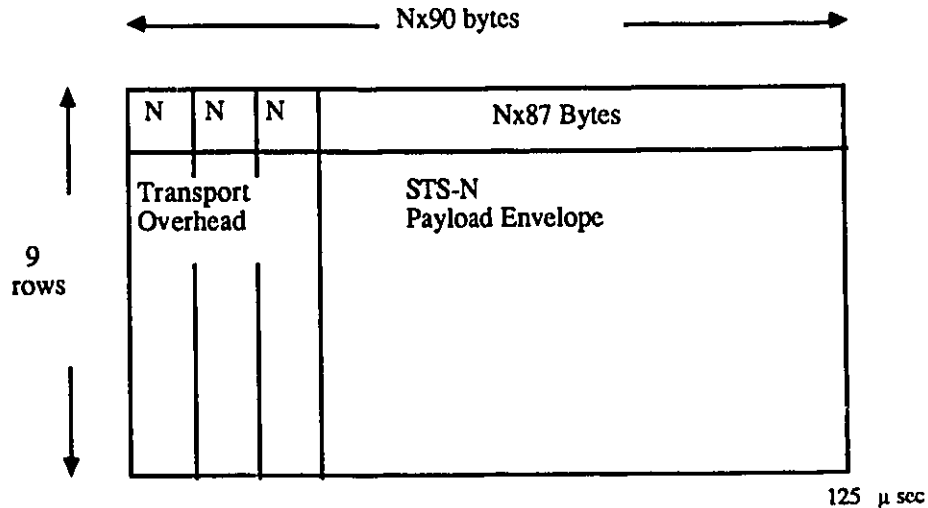 Nx90 bytes
N N N Nx87 Bytes
Transport
Overhead
STS-N
Payload Envelope
9
rows
125 μ sec